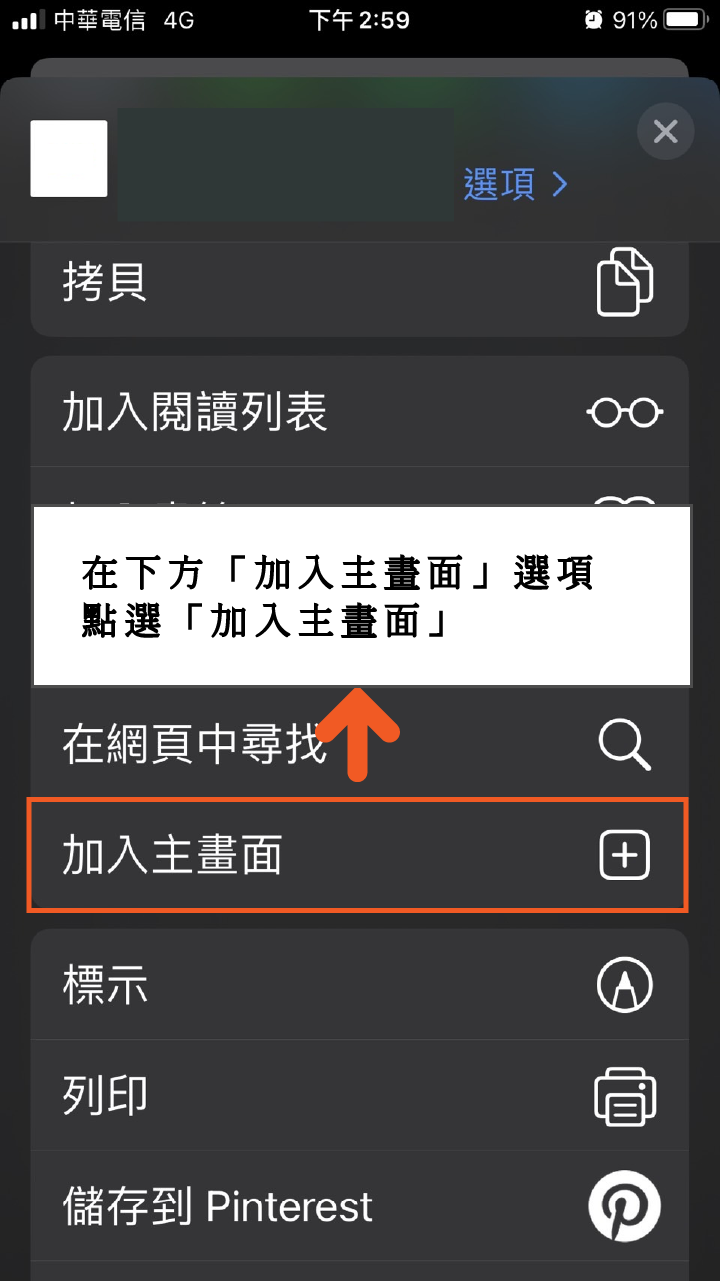 中華電信 4G 下午 2:59 91%
選項
拷貝
加入閱讀列表
在下方「加入主畫面」選項
點選「加入主畫面」
在網頁中尋找
加入主畫面
標示
列印
儲存到 Pinterest